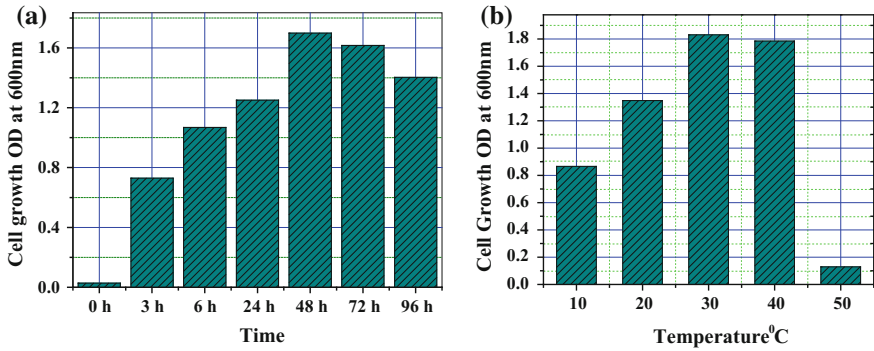 (a)
Cell growth OD at 600nm
1.6
1.2
0.8
0.4
0.0
0 h 3 h 6 h 24 h 48 h 72 h 96 h
Time
(b)
Cell Growth OD at 600nm
1.8
1.6
1.4
1.2
1.0
0.8
0.6
0.4
0.2
0.0
10 20 30 40 50
Temperature⁰C